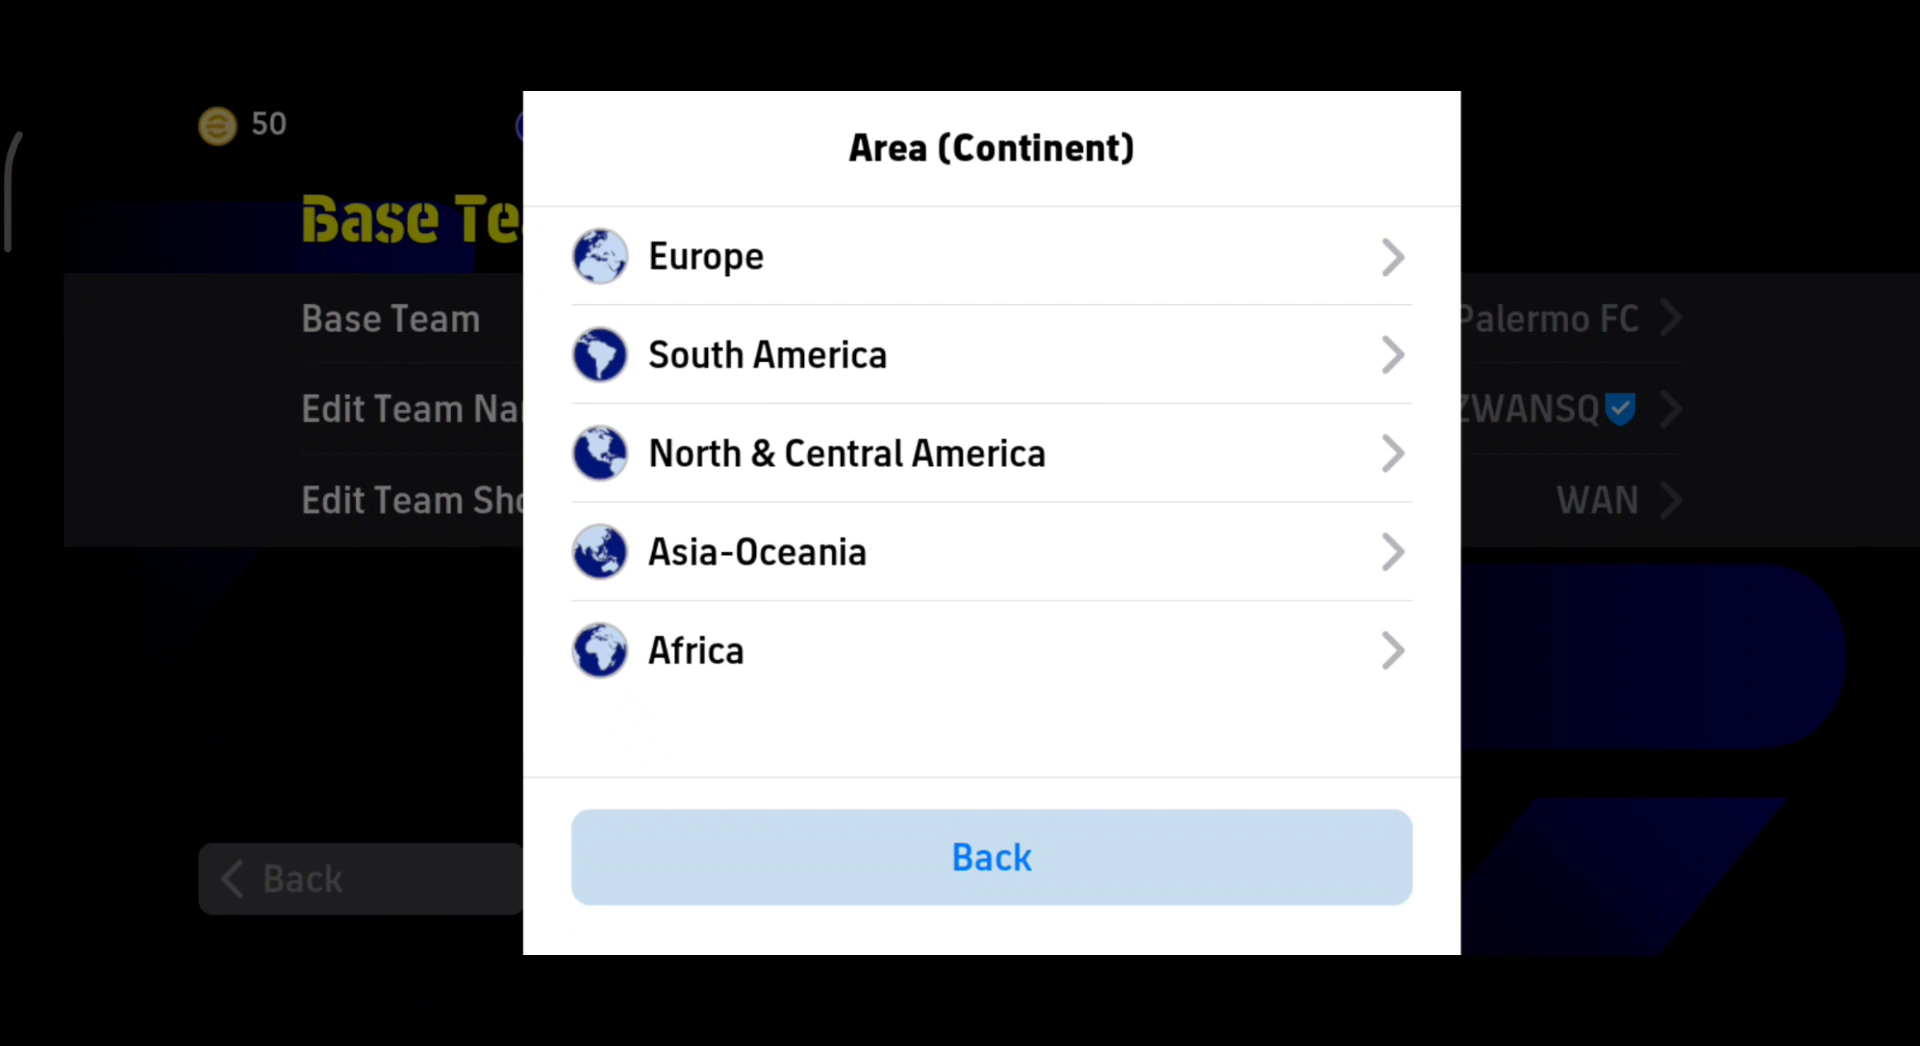 50
Area (Continent)
Base Te
Europe
Base Team
Palermo FC
South America
Edit Team Na
ZWANSQ
North & Central America
Edit Team Sho
WAN
Asia-Oceania
Africa
Back
Back